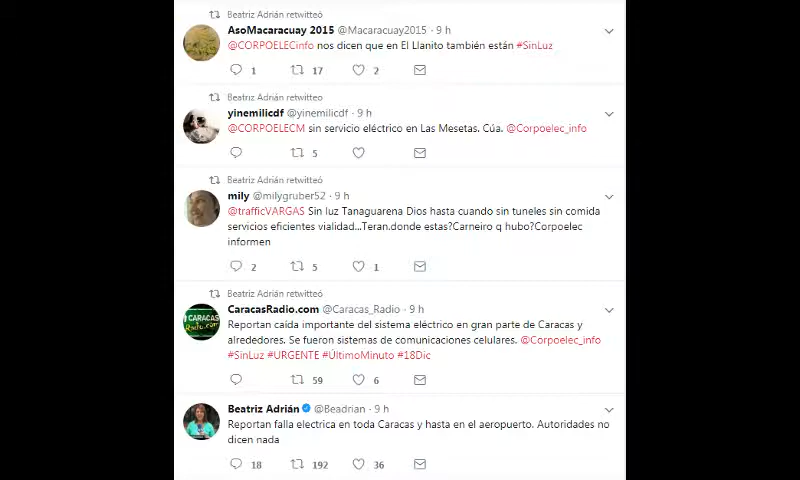 Beatriz Adrián retwitteó
AsoMacaracuay 2015 @Macaracuay2015 · 9 h
@CORPOELECinfo nos dicen que en El Llanito también están #SinLuz
1 17 2
Beatriz Adrián retwitteó
yinemilicdf @yinemilicdf · 9 h
@CORPOELECM sin servicio eléctrico en Las Mesetas. Cúa. @Corpoelec_info
5
Beatriz Adrián retwitteó
mily @milygruber52 · 9 h
@trafficVARGAS Sin luz Tanaguarena Dios hasta cuando sin tuneles sin comida
servicios eficientes vialidad...Teran.donde estas?Carneiro q hubo?Corpoelec
informen
2 5 1
Beatriz Adrián retwitteó
CARACAS
Radio.com
CaracasRadio.com @Caracas_Radio · 9 h
Reportan caída importante del sistema eléctrico en gran parte de Caracas y
alrededores. Se fueron sistemas de comunicaciones celulares. @Corpoelec_info
#SinLuz #URGENTE #ÚltimoMinuto #18Dic
59 6
Beatriz Adrián @Beadrian · 9 h
Reportan falla electrica en toda Caracas y hasta en el aeropuerto. Autoridades no
dicen nada
18 192 36